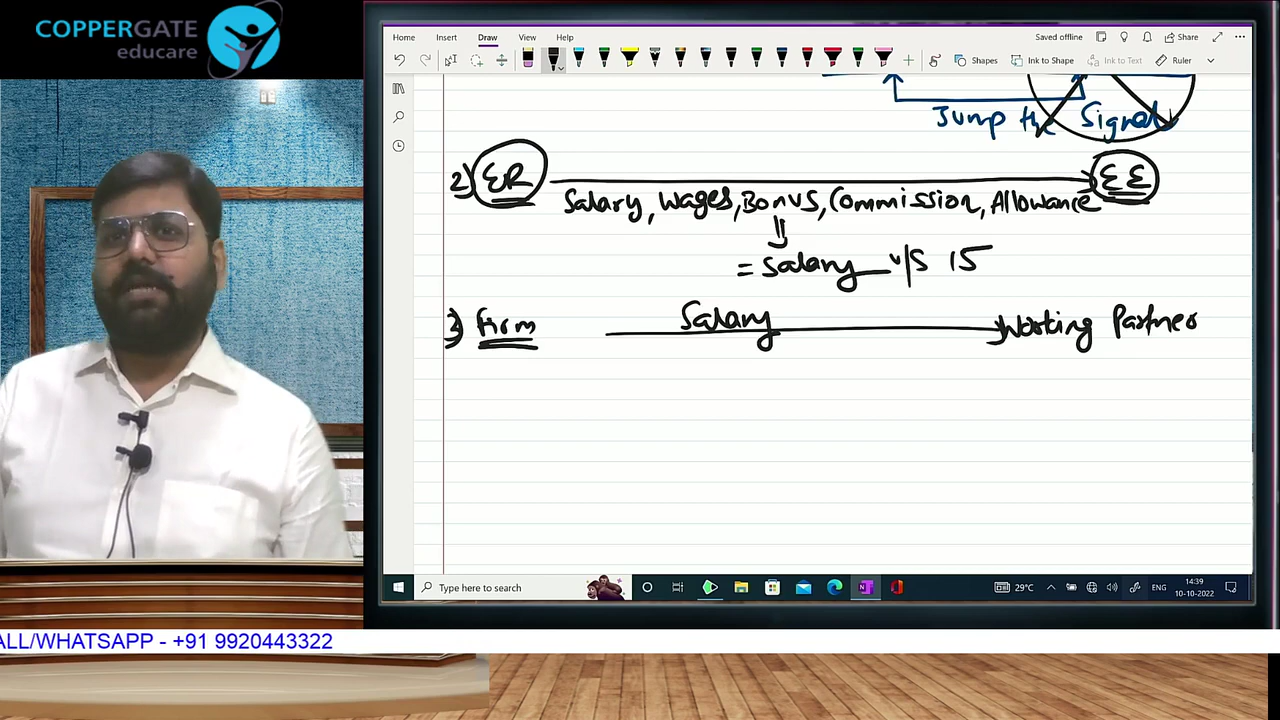 COPPERGATE
educare
Home Insert Draw View Help
Saved offline Share
Shapes Ink to Shape Ink to Text Ruler
Jump the Signal
2) ER EE
Salary, Wages, Bonus, Commission, Allowance
= Salary u/s 15
3) Firm Salary Working Partner
Type here to search
29°C ENG 14:39
10-10-2022
ALL/WHATSAPP - +91 9920443322